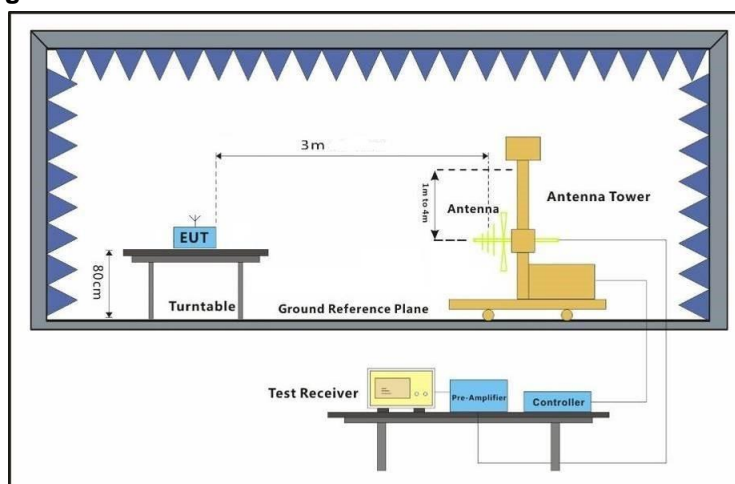 3m
1m to 4m
Antenna
Antenna Tower
EUT
80cm
Turntable
Ground Reference Plane
Test Receiver
Pre-Amplifier
Controller